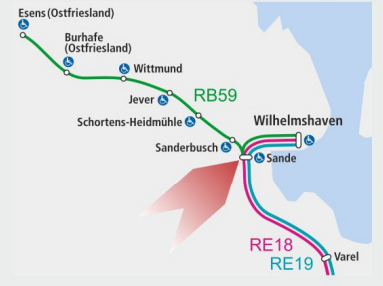 Esens (Ostfriesland)
Burhafe
(Ostfriesland)
Wittmund
Jever
RB59
Schortens-Heidmühle
Wilhelmshaven
Sanderbusch
Sande
RE18
RE19
Varel